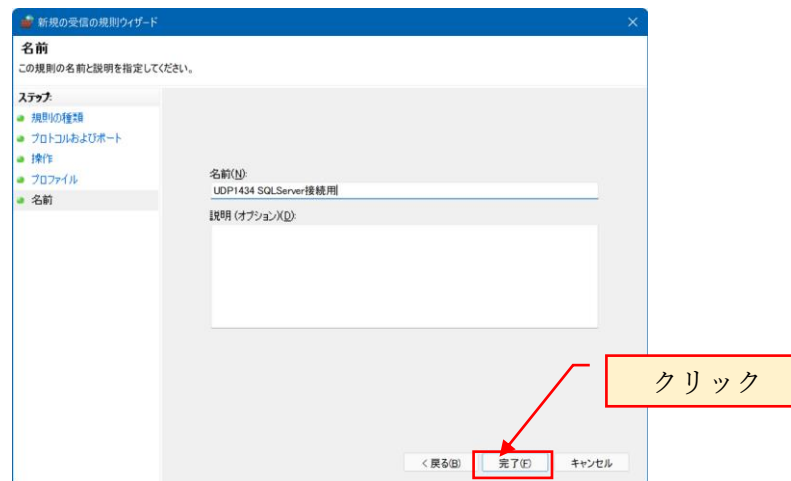 新規の受信の規則ウィザード
名前
この規則の名前と説明を指定してください。
ステップ:
規則の種類
プロトコルおよびポート
操作
プロファイル
名前
名前(N):
UDP1434 SQLServer接続用
説明 (オプション)(D):
クリック
< 戻る(B)
完了(F)
キャンセル